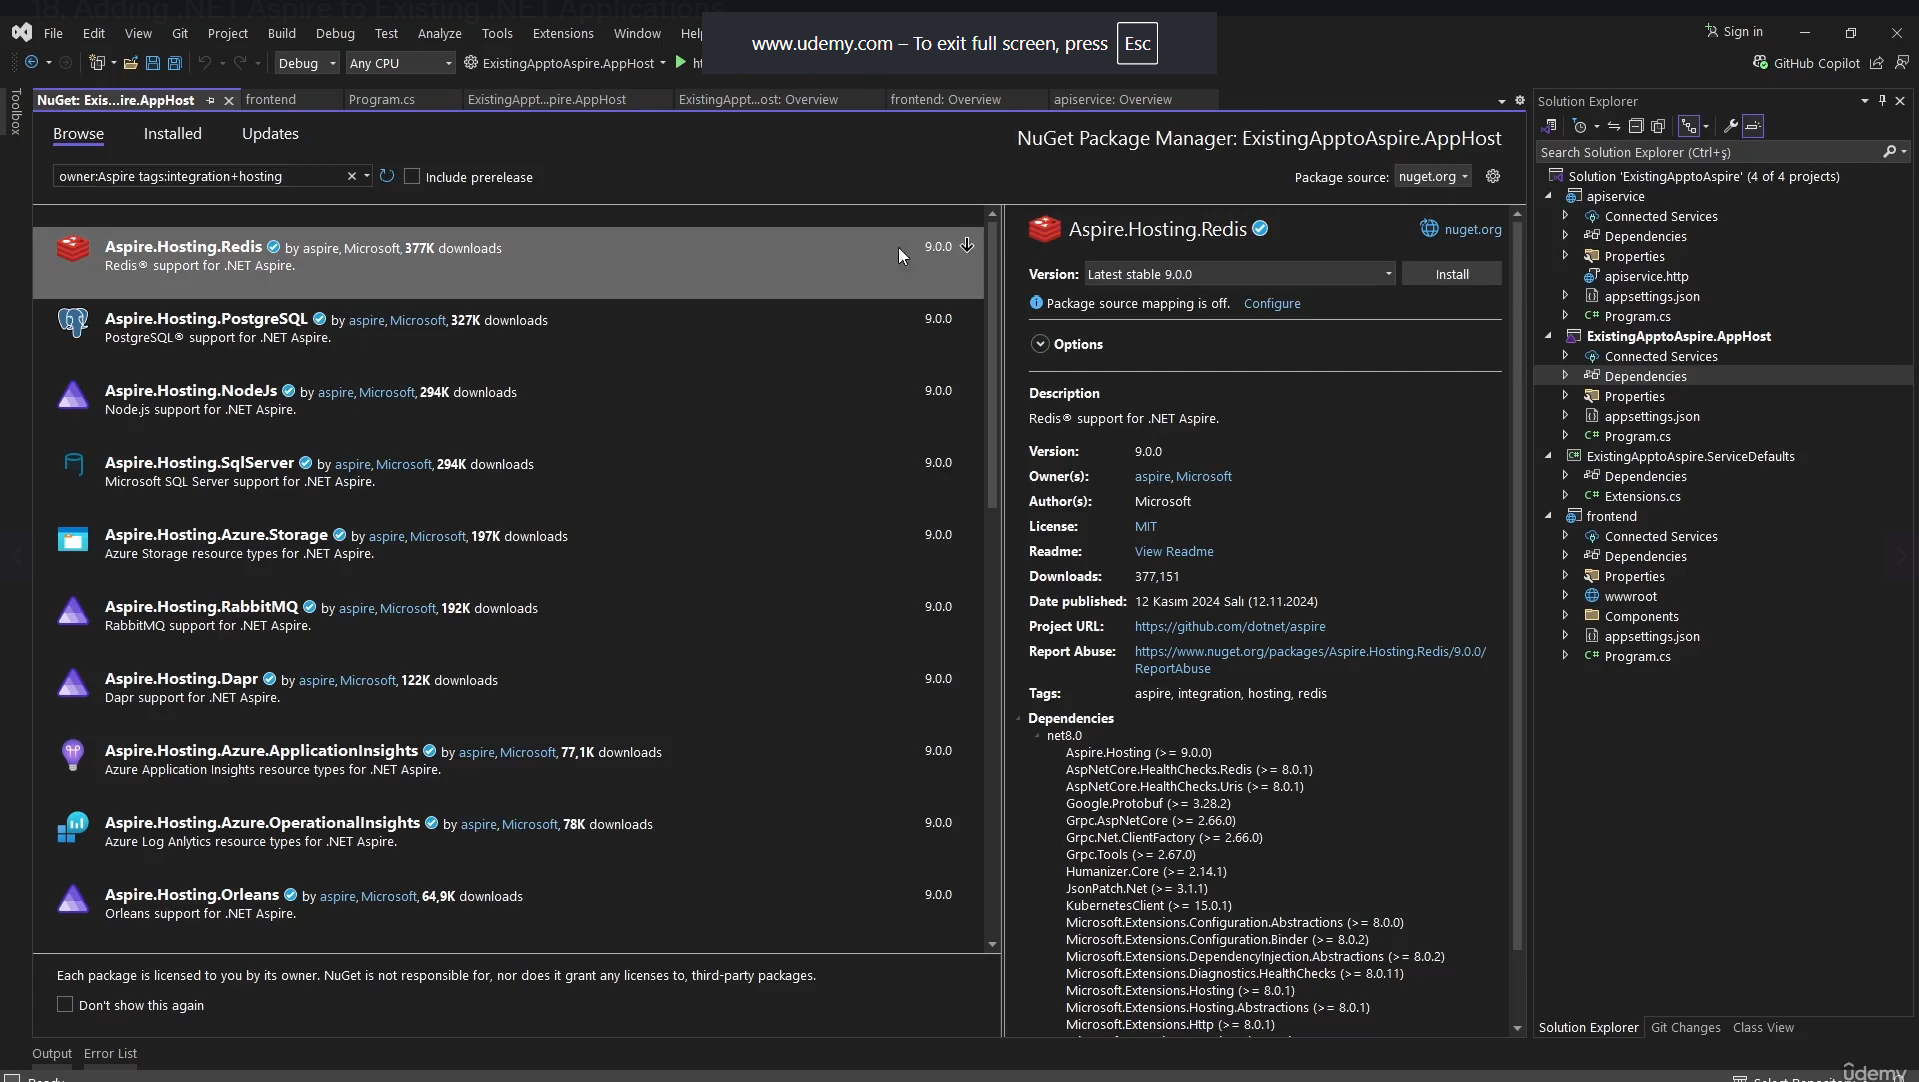 18. Adding .NET Aspire to Existing .NET Applications
File Edit View Git Project Build Debug Test Analyze Tools Extensions Window Help
www.udemy.com – To exit full screen, press Esc
Sign in
Debug Any CPU ExistingApptoAspire.AppHost
GitHub Copilot
Toolbox
NuGet: Exis...ire.AppHost frontend Program.cs ExistingAppt...pire.AppHost ExistingAppt...ost: Overview frontend: Overview apiservice: Overview
Browse Installed Updates
NuGet Package Manager: ExistingApptoAspire.AppHost
owner:Aspire tags:integration+hosting
Include prerelease
Package source: nuget.org
Aspire.Hosting.Redis by aspire, Microsoft, 377K downloads 9.0.0
Redis® support for .NET Aspire.
Aspire.Hosting.PostgreSQL by aspire, Microsoft, 327K downloads 9.0.0
PostgreSQL® support for .NET Aspire.
Aspire.Hosting.NodeJs by aspire, Microsoft, 294K downloads 9.0.0
Node.js support for .NET Aspire.
Aspire.Hosting.SqlServer by aspire, Microsoft, 294K downloads 9.0.0
Microsoft SQL Server support for .NET Aspire.
Aspire.Hosting.Azure.Storage by aspire, Microsoft, 197K downloads 9.0.0
Azure Storage resource types for .NET Aspire.
Aspire.Hosting.RabbitMQ by aspire, Microsoft, 192K downloads 9.0.0
RabbitMQ support for .NET Aspire.
Aspire.Hosting.Dapr by aspire, Microsoft, 122K downloads 9.0.0
Dapr support for .NET Aspire.
Aspire.Hosting.Azure.ApplicationInsights by aspire, Microsoft, 77,1K downloads 9.0.0
Azure Application Insights resource types for .NET Aspire.
Aspire.Hosting.Azure.OperationalInsights by aspire, Microsoft, 78K downloads 9.0.0
Azure Log Anlytics resource types for .NET Aspire.
Aspire.Hosting.Orleans by aspire, Microsoft, 64,9K downloads 9.0.0
Orleans support for .NET Aspire.
Each package is licensed to you by its owner. NuGet is not responsible for, nor does it grant any licenses to, third-party packages.
Don't show this again
Aspire.Hosting.Redis nuget.org
Version: Latest stable 9.0.0 Install
Package source mapping is off. Configure
Options
Description
Redis® support for .NET Aspire.
Version: 9.0.0
Owner(s): aspire, Microsoft
Author(s): Microsoft
License: MIT
Readme: View Readme
Downloads: 377,151
Date published: 12 Kasım 2024 Salı (12.11.2024)
Project URL: https://github.com/dotnet/aspire
Report Abuse: https://www.nuget.org/packages/Aspire.Hosting.Redis/9.0.0/
ReportAbuse
Tags: aspire, integration, hosting, redis
Dependencies
net8.0
Aspire.Hosting (>= 9.0.0)
AspNetCore.HealthChecks.Redis (>= 8.0.1)
AspNetCore.HealthChecks.Uris (>= 8.0.1)
Google.Protobuf (>= 3.28.2)
Grpc.AspNetCore (>= 2.66.0)
Grpc.Net.ClientFactory (>= 2.66.0)
Grpc.Tools (>= 2.67.0)
Humanizer.Core (>= 2.14.1)
JsonPatch.Net (>= 3.1.1)
KubernetesClient (>= 15.0.1)
Microsoft.Extensions.Configuration.Abstractions (>= 8.0.0)
Microsoft.Extensions.Configuration.Binder (>= 8.0.2)
Microsoft.Extensions.DependencyInjection.Abstractions (>= 8.0.2)
Microsoft.Extensions.Diagnostics.HealthChecks (>= 8.0.11)
Microsoft.Extensions.Hosting (>= 8.0.1)
Microsoft.Extensions.Hosting.Abstractions (>= 8.0.1)
Microsoft.Extensions.Http (>= 8.0.1)
Solution Explorer
Search Solution Explorer (Ctrl+ş)
Solution 'ExistingApptoAspire' (4 of 4 projects)
apiservice
Connected Services
Dependencies
Properties
apiservice.http
appsettings.json
C# Program.cs
ExistingApptoAspire.AppHost
Connected Services
Dependencies
Properties
appsettings.json
C# Program.cs
ExistingApptoAspire.ServiceDefaults
Dependencies
C# Extensions.cs
frontend
Connected Services
Dependencies
Properties
wwwroot
Components
appsettings.json
C# Program.cs
Solution Explorer Git Changes Class View
Output Error List
Ready
Select Repository
udemy